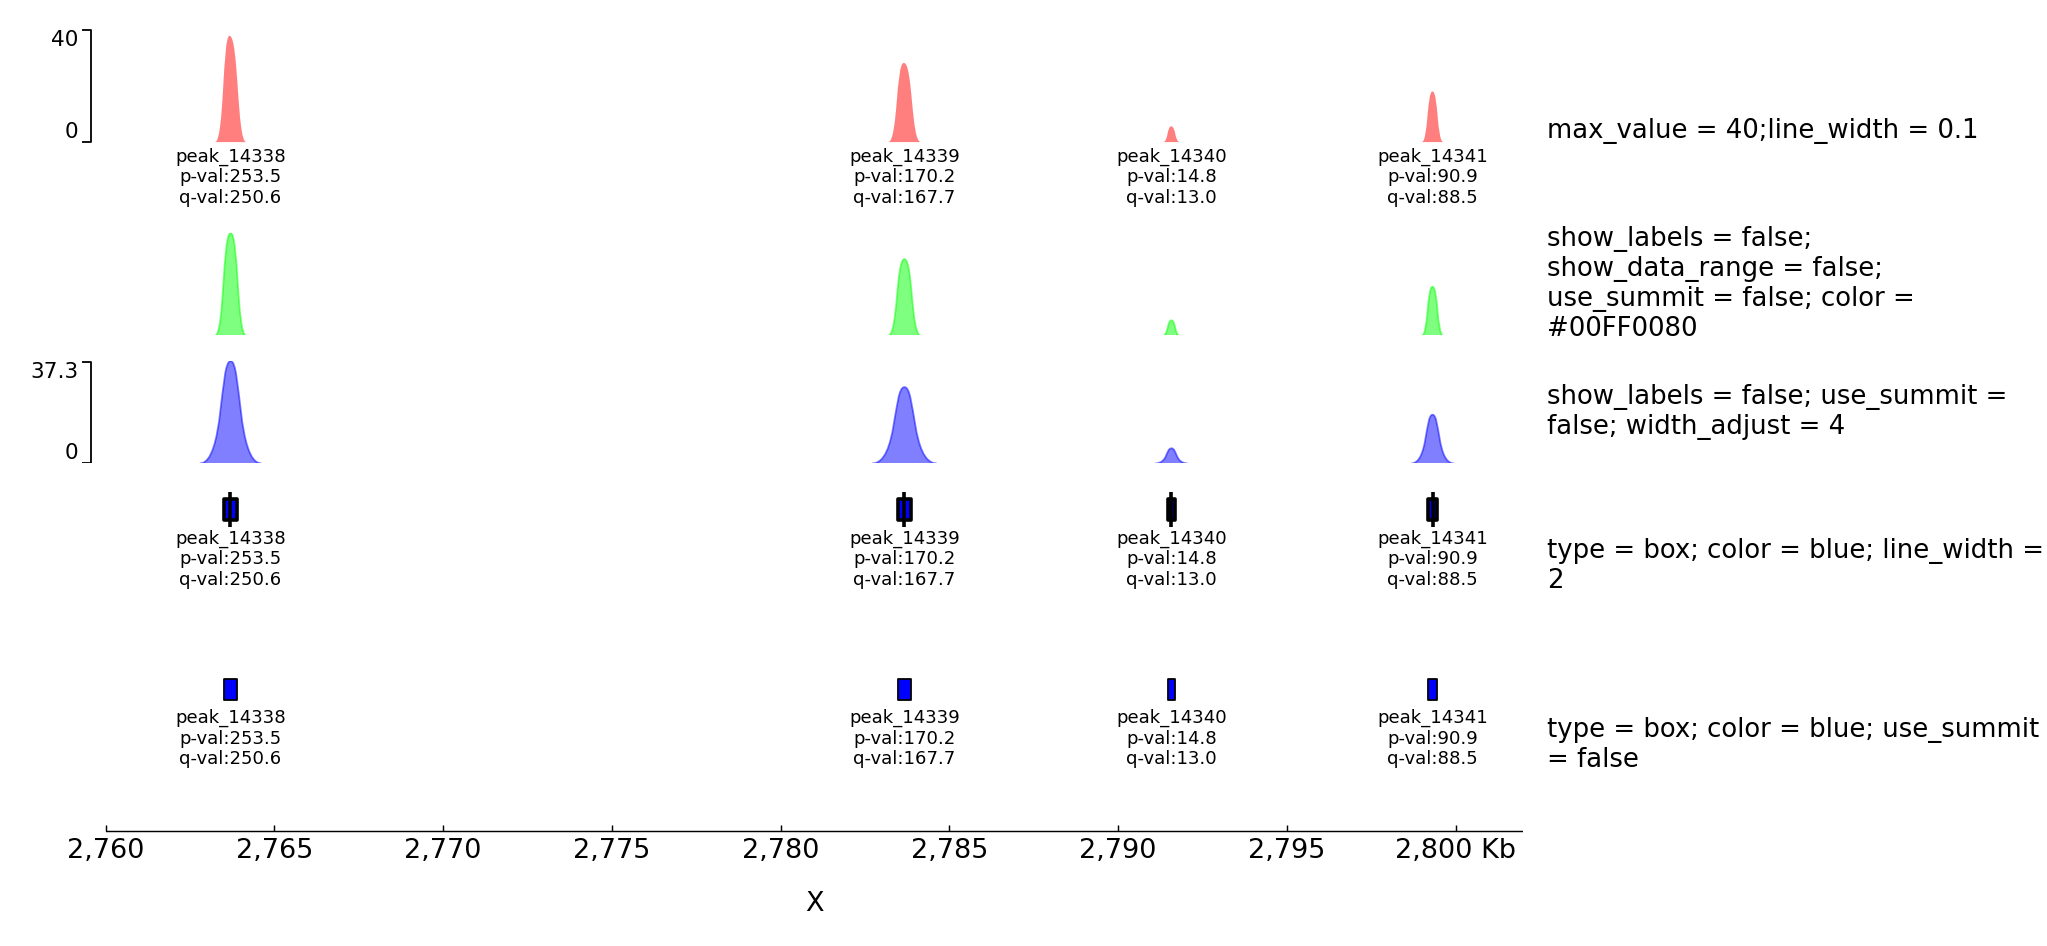 40
0
peak_14338
p-val:253.5
q-val:250.6
peak_14339
p-val:170.2
q-val:167.7
peak_14340
p-val:14.8
q-val:13.0
peak_14341
p-val:90.9
q-val:88.5
max_value = 40;line_width = 0.1
show_labels = false;
show_data_range = false;
use_summit = false; color =
#00FF0080
37.3
0
show_labels = false; use_summit =
false; width_adjust = 4
peak_14338
p-val:253.5
q-val:250.6
peak_14339
p-val:170.2
q-val:167.7
peak_14340
p-val:14.8
q-val:13.0
peak_14341
p-val:90.9
q-val:88.5
type = box; color = blue; line_width =
2
peak_14338
p-val:253.5
q-val:250.6
peak_14339
p-val:170.2
q-val:167.7
peak_14340
p-val:14.8
q-val:13.0
peak_14341
p-val:90.9
q-val:88.5
type = box; color = blue; use_summit
= false
2,760 2,765 2,770 2,775 2,780 2,785 2,790 2,795 2,800 Kb
X